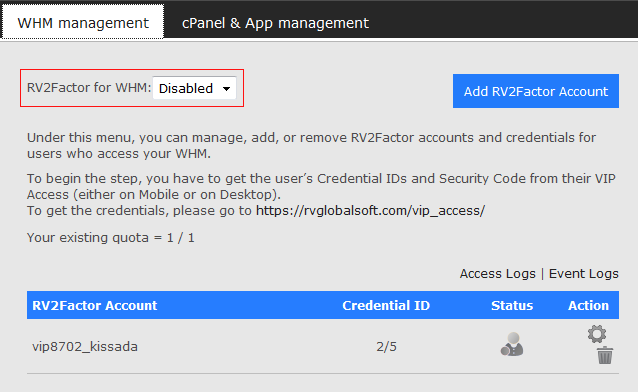 WHM management
cPanel & App management
RV2Factor for WHM: Disabled
Add RV2Factor Account
Under this menu, you can manage, add, or remove RV2Factor accounts and credentials for
users who access your WHM.
To begin the step, you have to get the user's Credential IDs and Security Code from their VIP
Access (either on Mobile or on Desktop).
To get the credentials, please go to https://rvglobalsoft.com/vip_access/
Your existing quota = 1 / 1
Access Logs | Event Logs
RV2Factor Account Credential ID Status Action
vip8702_kissada 2/5